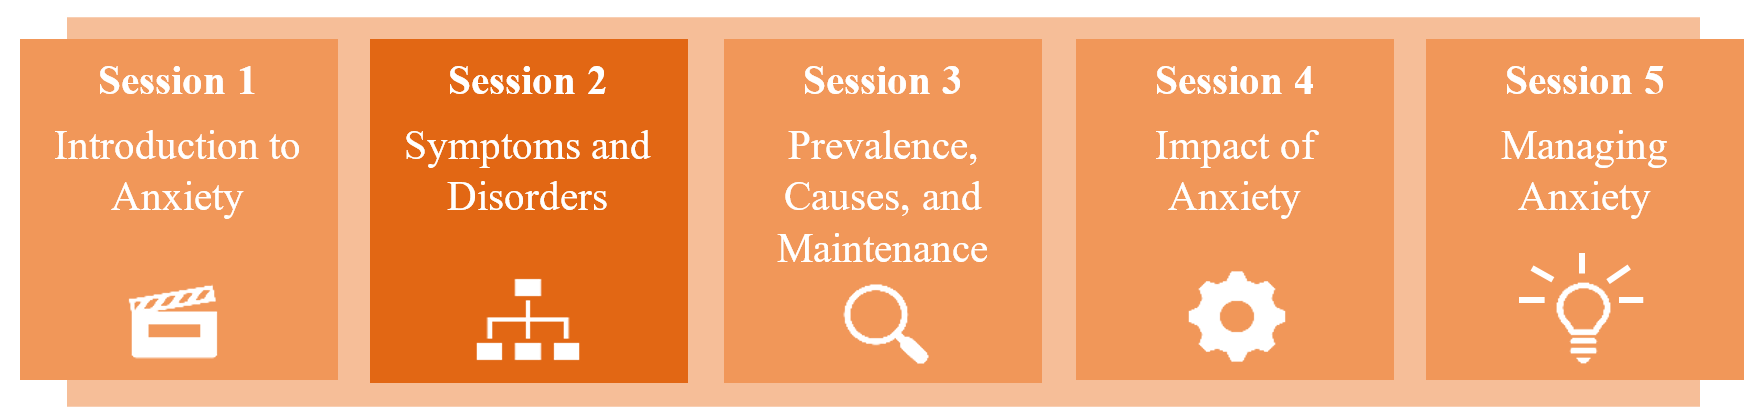 Session 1
Introduction to
Anxiety
Session 2
Symptoms and
Disorders
Session 3
Prevalence,
Causes, and
Maintenance
Session 4
Impact of
Anxiety
Session 5
Managing
Anxiety